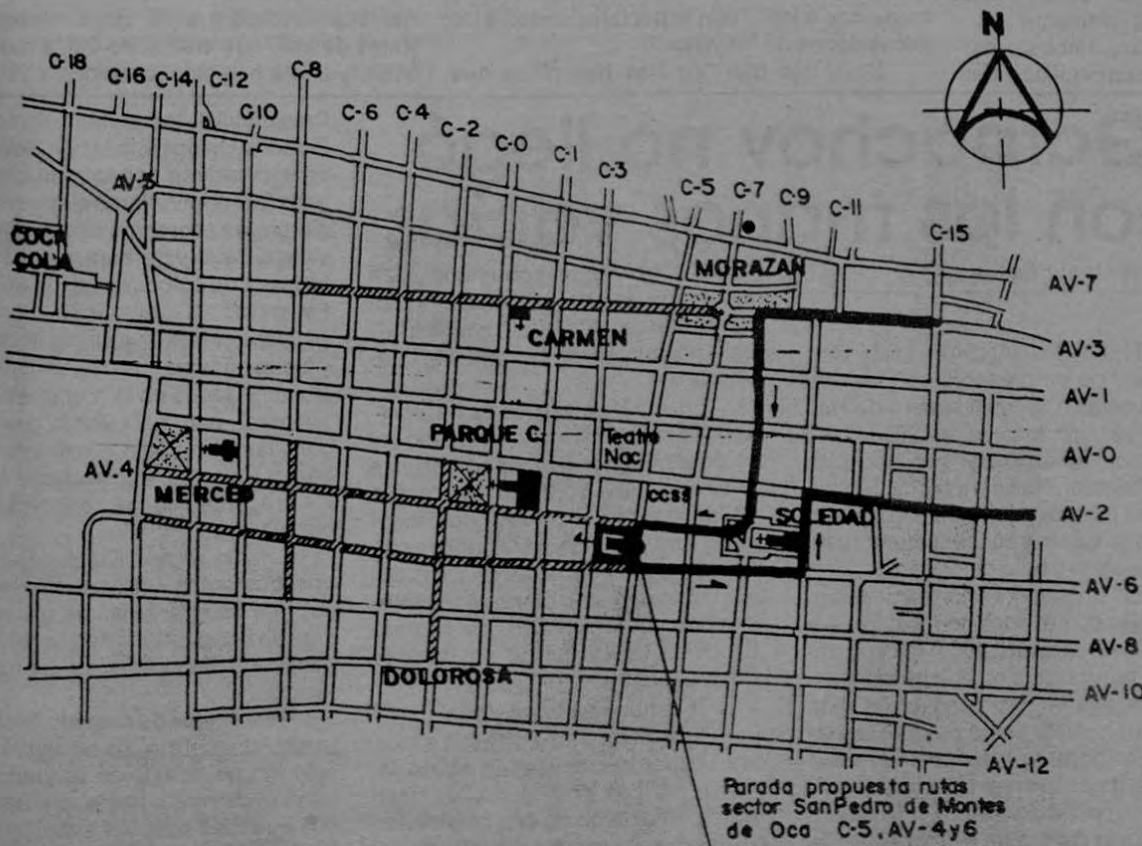 N
C-18
C-16
C-14
C-12
C-8
C10
C-6
C-4
C-2
C-0
C-1
C-3
C-5
C-7
C-9
C-11
C-15
AV-5
COCA
COLA
MORAZAN
AV-7
CARMEN
AV-3
AV-1
PARQUE C.
Teatro
Nac
AV-0
AV.4
MERCED
ccss
SOLEDAD
AV-2
AV-6
AV-8
DOLOROSA
AV-10
AV-12
Parada propuesta rutas
sector San Pedro de Montes
de Oca C-5, AV-4y6